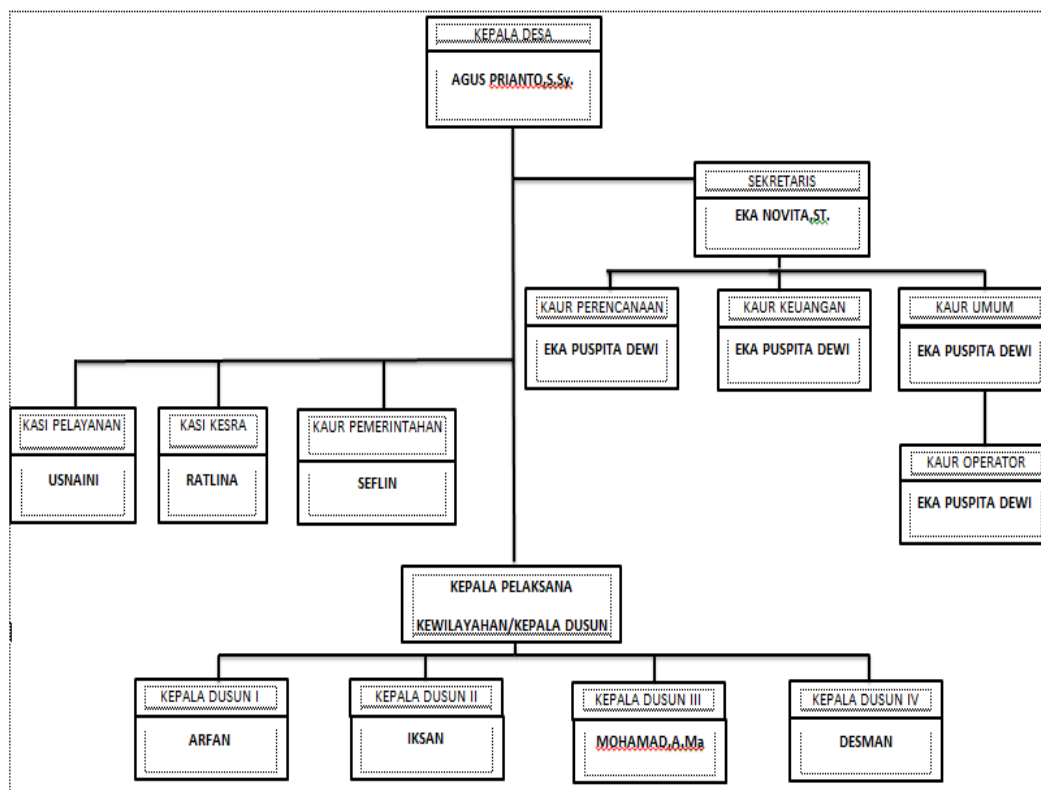 KEPALA DESA
AGUS PRIANTO,S,Sy.
SEKRETARIS
EKA NOVITA,ST.
KAUR PERENCANAAN
EKA PUSPITA DEWI
KAUR KEUANGAN
EKA PUSPITA DEWI
KAUR UMUM
EKA PUSPITA DEWI
KASI PELAYANAN
USNAINI
KASI KESRA
RATLINA
KAUR PEMERINTAHAN
SEFLIN
KAUR OPERATOR
EKA PUSPITA DEWI
KEPALA PELAKSANA
KEWILAYAHAN/KEPALA DUSUN
KEPALA DUSUN I
ARFAN
KEPALA DUSUN II
IKSAN
KEPALA DUSUN III
MOHAMAD,A,Ma
KEPALA DUSUN IV
DESMAN